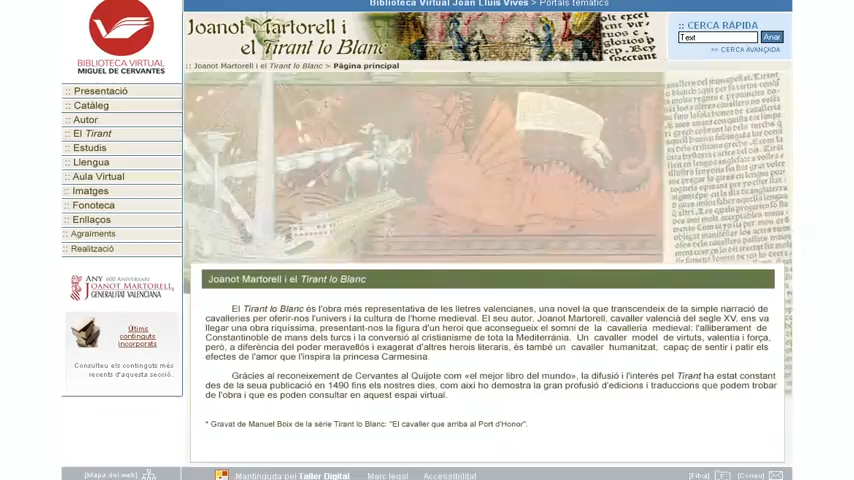 Biblioteca Virtual Joan Lluís Vives > Portals temàtics
BIBLIOTECA VIRTUAL
MIGUEL DE CERVANTES
Joanot Martorell i
el Tirant lo Blanc
:: CERCA RÀPIDA
Text
Anar
>> CERCA AVANÇADA
:: Joanot Martorell i el Tirant lo Blanc > Pàgina principal
:: Presentació
:: Catàleg
:: Autor
:: El Tirant
:: Estudis
:: Llengua
:: Aula Virtual
:: Imatges
:: Fonoteca
:: Enllaços
:: Agraïments
:: Realització
ANY 600 ANIVERSARI
JOANOT MARTORELL
GENERALITAT VALENCIANA
Últims
continguts
incorporats
Consulteu els continguts més
recents d'aquesta secció.
Joanot Martorell i el Tirant lo Blanc
El Tirant lo Blanc és l'obra més representativa de les lletres valencianes, una novel·la que transcendeix de la simple narració de
cavalleries per oferir-nos l'univers i la cultura de l'home medieval. El seu autor, Joanot Martorell, cavaller valencià del segle XV, ens va
llegar una obra riquíssima, presentant-nos la figura d'un heroi que aconsegueix el somni de la cavalleria medieval: l'alliberament de
Constantinoble de mans dels turcs i la conversió al cristianisme de tota la Mediterrània. Un cavaller model de virtuts, valentia i força,
però, a diferència del poder meravellós i exagerat d'altres herois literaris, és també un cavaller humanitzat, capaç de sentir i patir els
efectes de l'amor que l'inspira la princesa Carmesina.
Gràcies al reconeixement de Cervantes al Quijote com «el mejor libro del mundo», la difusió i l'interés pel Tirant ha estat constant
des de la seua publicació en 1490 fins els nostres dies, com així ho demostra la gran profusió d'edicions i traduccions que podem trobar
de l'obra i que es poden consultar en aquest espai virtual.
* Gravat de Manuel Boix de la sèrie Tirant lo Blanc: "El cavaller que arriba al Port d'Honor".
[Mapa del web]
Mantinguda pel Taller Digital
Marc legal
Accessibilitat